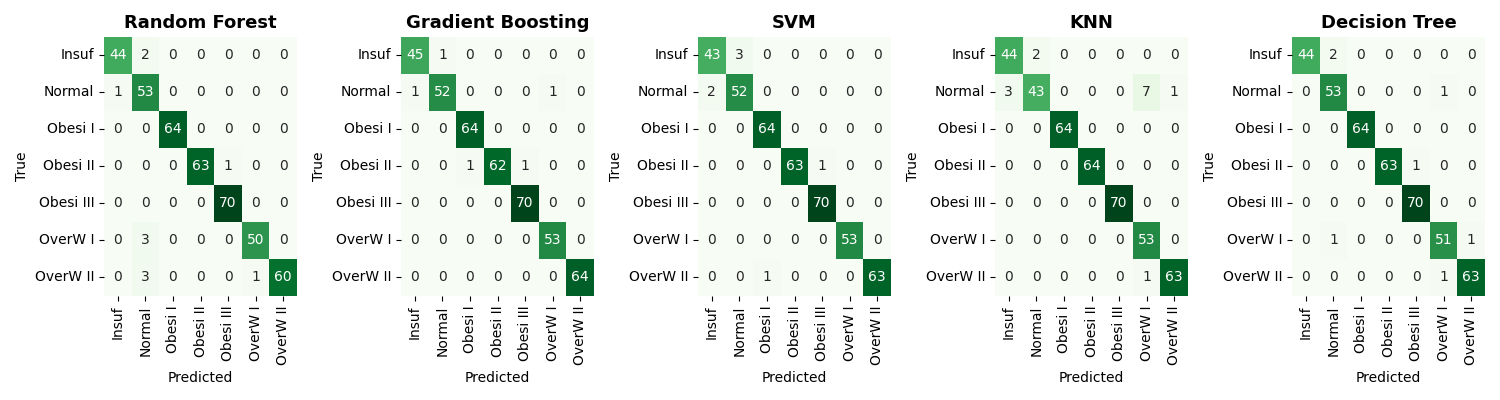 Random Forest
True
Insuf 44 2 0 0 0 0 0
Normal 1 53 0 0 0 0 0
Obesi I 0 0 64 0 0 0 0
Obesi II 0 0 0 63 1 0 0
Obesi III 0 0 0 0 70 0 0
OverW I 0 3 0 0 0 50 0
OverW II 0 3 0 0 0 1 60
Insuf Normal Obesi I Obesi II Obesi III OverW I OverW II
Predicted
Gradient Boosting
True
Insuf 45 1 0 0 0 0 0
Normal 1 52 0 0 0 1 0
Obesi I 0 0 64 0 0 0 0
Obesi II 0 0 1 62 1 0 0
Obesi III 0 0 0 0 70 0 0
OverW I 0 0 0 0 0 53 0
OverW II 0 0 0 0 0 0 64
Insuf Normal Obesi I Obesi II Obesi III OverW I OverW II
Predicted
SVM
True
Insuf 43 3 0 0 0 0 0
Normal 2 52 0 0 0 0 0
Obesi I 0 0 64 0 0 0 0
Obesi II 0 0 0 63 1 0 0
Obesi III 0 0 0 0 70 0 0
OverW I 0 0 0 0 0 53 0
OverW II 0 0 1 0 0 0 63
Insuf Normal Obesi I Obesi II Obesi III OverW I OverW II
Predicted
KNN
True
Insuf 44 2 0 0 0 0 0
Normal 3 43 0 0 0 7 1
Obesi I 0 0 64 0 0 0 0
Obesi II 0 0 0 64 0 0 0
Obesi III 0 0 0 0 70 0 0
OverW I 0 0 0 0 0 53 0
OverW II 0 0 0 0 0 1 63
Insuf Normal Obesi I Obesi II Obesi III OverW I OverW II
Predicted
Decision Tree
True
Insuf 44 2 0 0 0 0 0
Normal 0 53 0 0 0 1 0
Obesi I 0 0 64 0 0 0 0
Obesi II 0 0 0 63 1 0 0
Obesi III 0 0 0 0 70 0 0
OverW I 0 1 0 0 0 51 1
OverW II 0 0 0 0 0 1 63
Insuf Normal Obesi I Obesi II Obesi III OverW I OverW II
Predicted